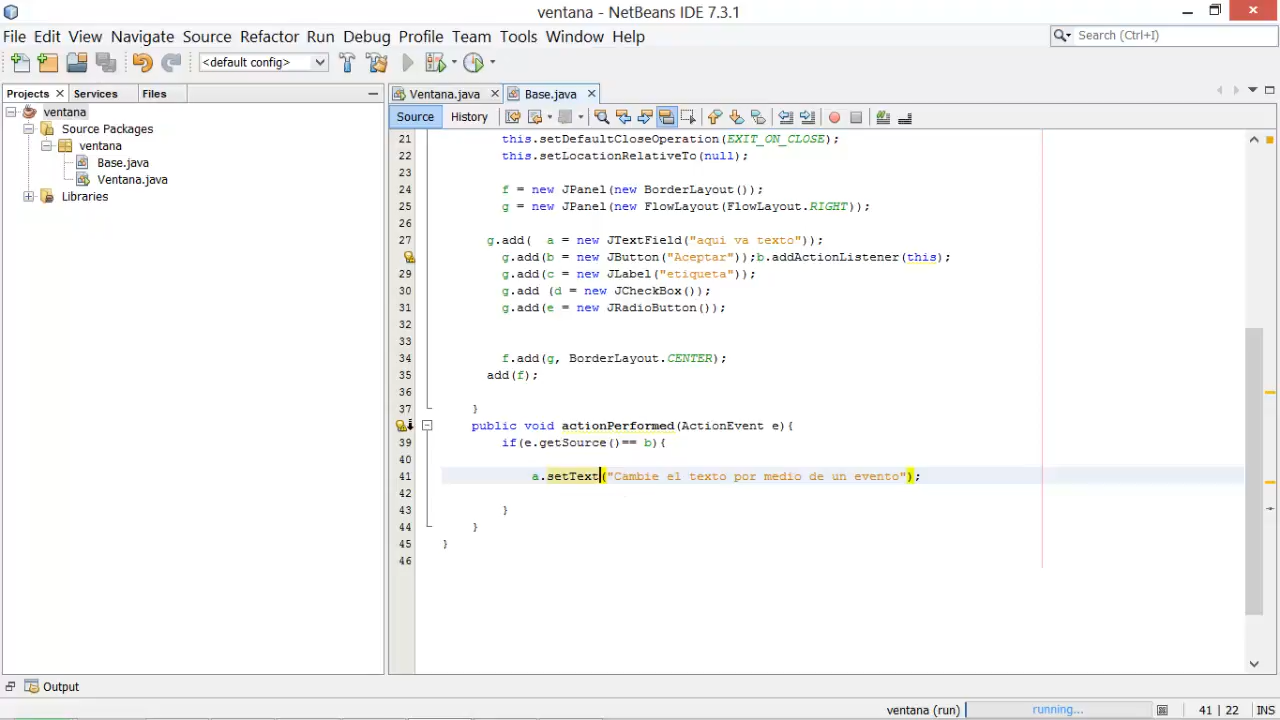 ventana - NetBeans IDE 7.3.1
File Edit View Navigate Source Refactor Run Debug Profile Team Tools Window Help
Search (Ctrl+I)
<default config>
Projects Services Files
Ventana.java Base.java
Source History
ventana
Source Packages
ventana
Base.java
Ventana.java
Libraries
21 this.setDefaultCloseOperation(EXIT_ON_CLOSE);
22 this.setLocationRelativeTo(null);
23
24 f = new JPanel(new BorderLayout());
25 g = new JPanel(new FlowLayout(FlowLayout.RIGHT));
26
27 g.add( a = new JTextField("aqui va texto"));
g.add(b = new JButton("Aceptar"));b.addActionListener(this);
29 g.add(c = new JLabel("etiqueta"));
30 g.add (d = new JCheckBox());
31 g.add(e = new JRadioButton());
32
33
34 f.add(g, BorderLayout.CENTER);
35 add(f);
36
37 }
public void actionPerformed(ActionEvent e){
39 if(e.getSource()== b){
40
41 a.setText("Cambie el texto por medio de un evento");
42
43 }
44 }
45 }
46
Output
ventana (run) running... 41 | 22 INS